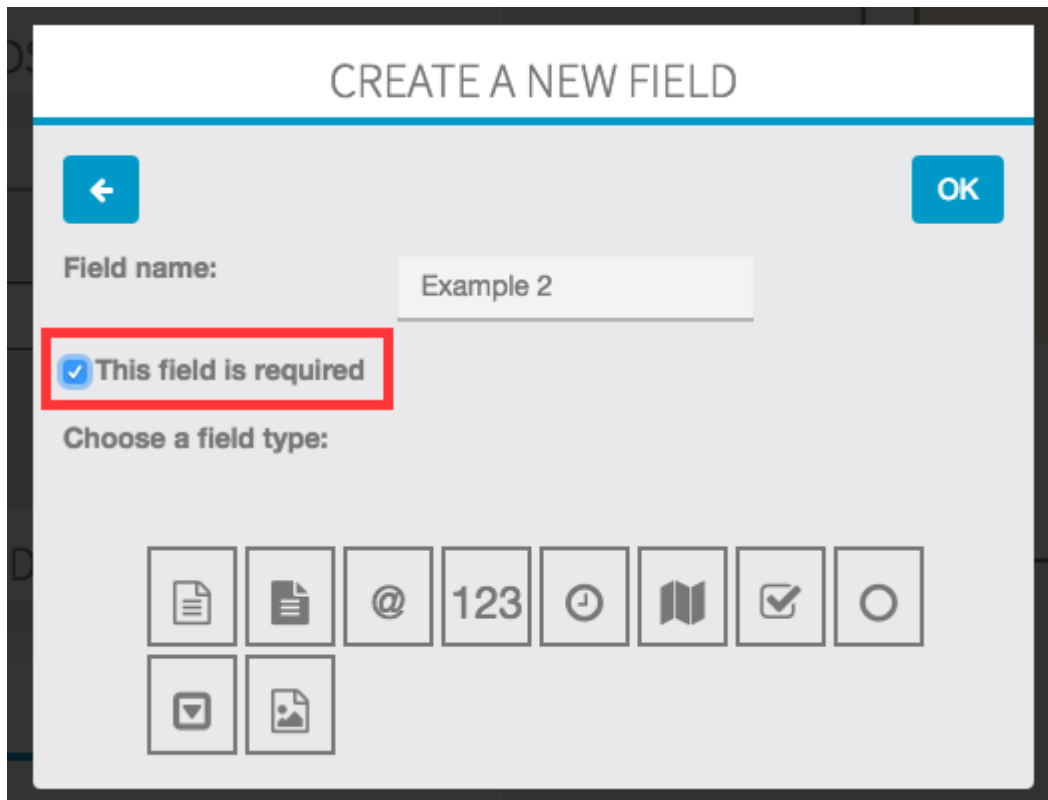 CREATE A NEW FIELD
OK
Field name:
Example 2
This field is required
Choose a field type:
@
123